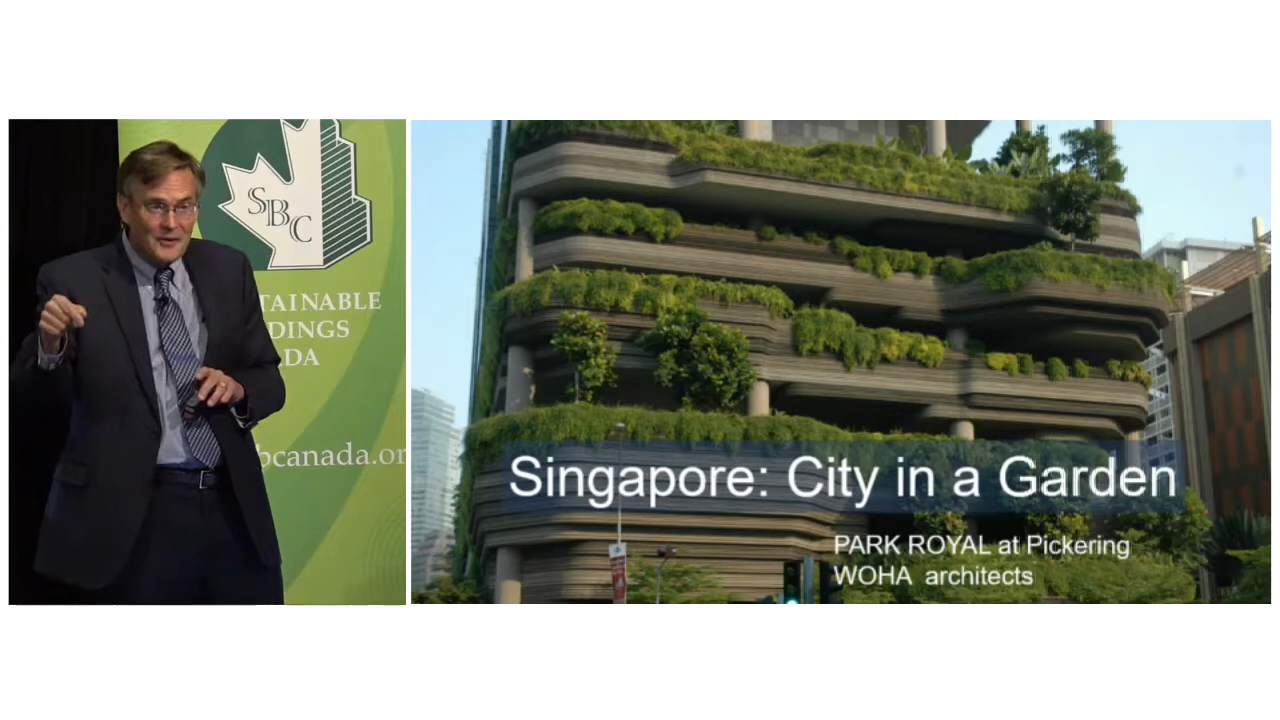 SBC
TAINABLE
DINGS
DA
bcanada.or
Singapore: City in a Garden
PARK ROYAL at Pickering
WOHA architects